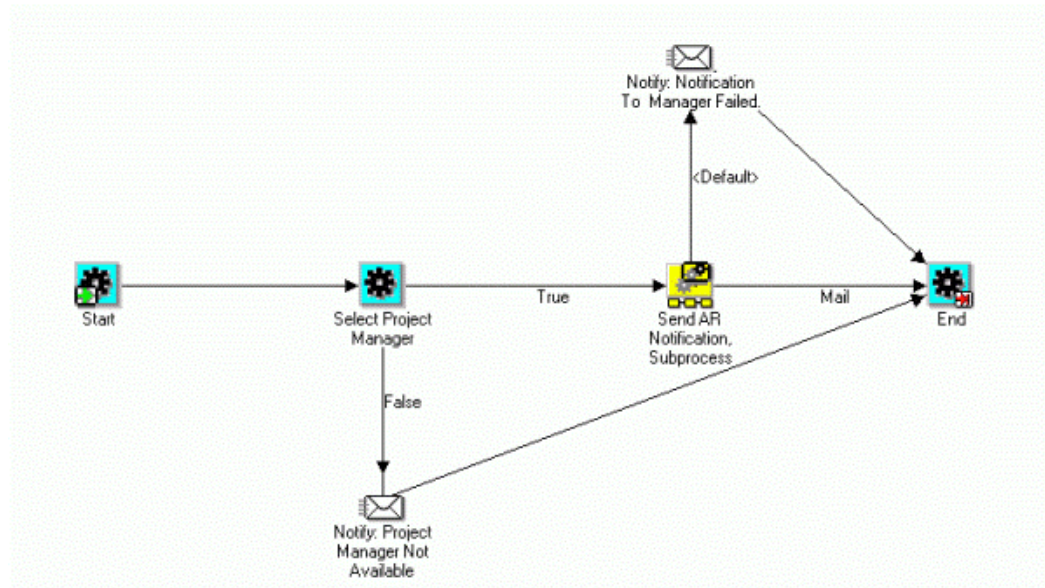 Notify: Notification
To Manager Failed.
<Default>
Start
Select Project
Manager
True
Send AR
Notification,
Subprocess
Mail
End
False
Notify: Project
Manager Not
Available